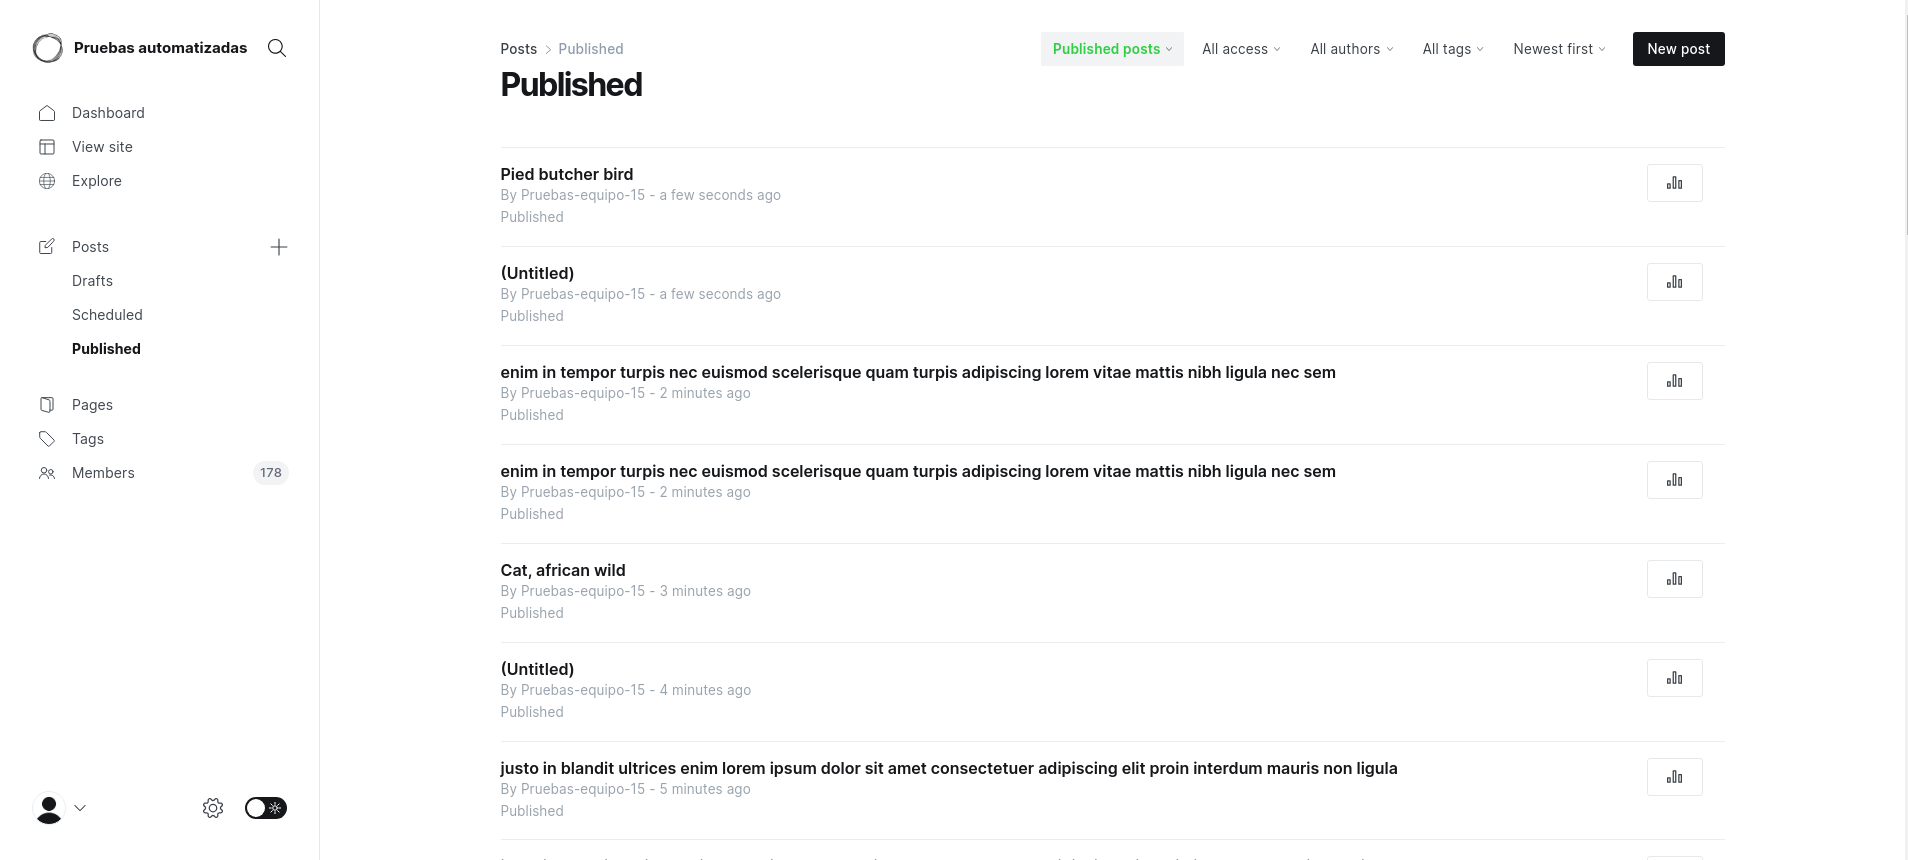 Pruebas automatizadas
Dashboard
View site
Explore
Posts
Drafts
Scheduled
Published
Pages
Tags
Members 178
Posts > Published
Published
Published posts All access All authors All tags Newest first New post
Pied butcher bird
By Pruebas-equipo-15 - a few seconds ago
Published
(Untitled)
By Pruebas-equipo-15 - a few seconds ago
Published
enim in tempor turpis nec euismod scelerisque quam turpis adipiscing lorem vitae mattis nibh ligula nec sem
By Pruebas-equipo-15 - 2 minutes ago
Published
enim in tempor turpis nec euismod scelerisque quam turpis adipiscing lorem vitae mattis nibh ligula nec sem
By Pruebas-equipo-15 - 2 minutes ago
Published
Cat, african wild
By Pruebas-equipo-15 - 3 minutes ago
Published
(Untitled)
By Pruebas-equipo-15 - 4 minutes ago
Published
justo in blandit ultrices enim lorem ipsum dolor sit amet consectetuer adipiscing elit proin interdum mauris non ligula
By Pruebas-equipo-15 - 5 minutes ago
Published